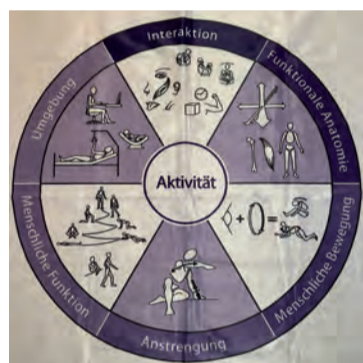 Interaktion
Funktionale Anatomie
Menschliche Bewegung
Anstrengung
Menschliche Funktion
Umgebung
Aktivität